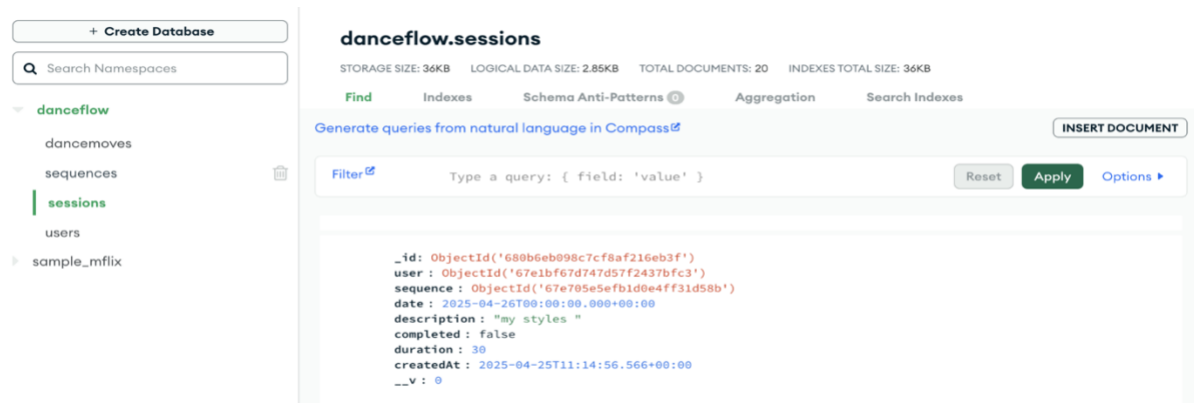 + Create Database
Search Namespaces
danceflow
dancemoves
sequences
sessions
users
sample_mflix
danceflow.sessions
STORAGE SIZE: 36KB LOGICAL DATA SIZE: 2.85KB TOTAL DOCUMENTS: 20 INDEXES TOTAL SIZE: 36KB
Find Indexes Schema Anti-Patterns 0 Aggregation Search Indexes
Generate queries from natural language in Compass
INSERT DOCUMENT
Filter Type a query: { field: 'value' } Reset Apply Options
_id: ObjectId('680b6eb098c7cf8af216eb3f')
user : ObjectId('67e1bf67d747d57f2437bfc3')
sequence : ObjectId('67e705e5efb1d0e4ff31d58b')
date : 2025-04-26T00:00:00.000+00:00
description : "my styles "
completed : false
duration : 30
createdAt : 2025-04-25T11:14:56.566+00:00
__v : 0